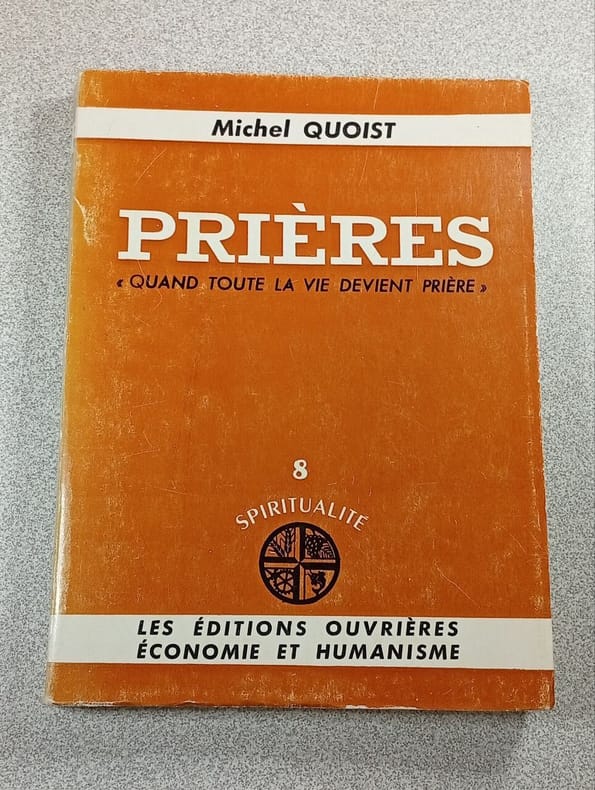 Michel QUOIST
PRIÈRES
« QUAND TOUTE LA VIE DEVIENT PRIÈRE »
8
SPIRITUALITÉ
LES ÉDITIONS OUVRIÈRES
ÉCONOMIE ET HUMANISME